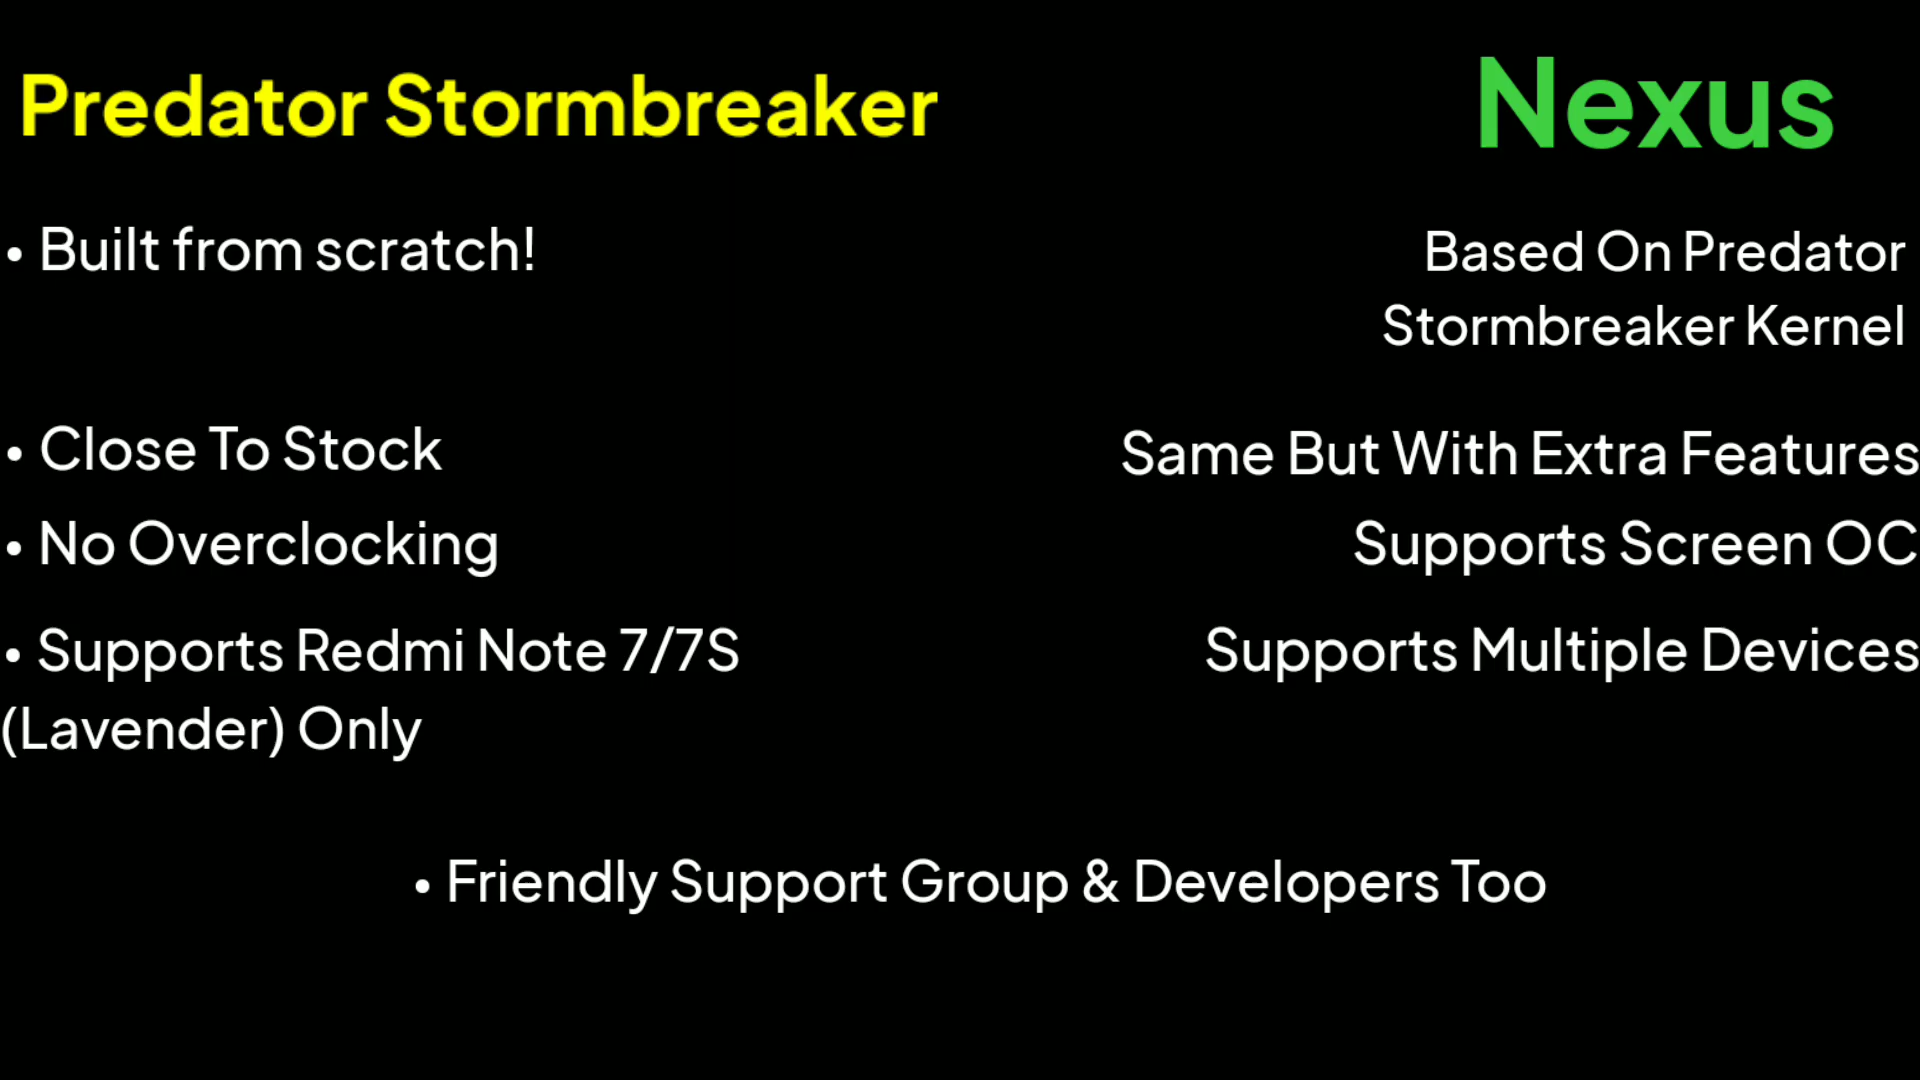 Predator Stormbreaker
Nexus
• Built from scratch!
Based On Predator
Stormbreaker Kernel
• Close To Stock
Same But With Extra Features
• No Overclocking
Supports Screen OC
• Supports Redmi Note 7/7S
(Lavender) Only
Supports Multiple Devices
• Friendly Support Group & Developers Too